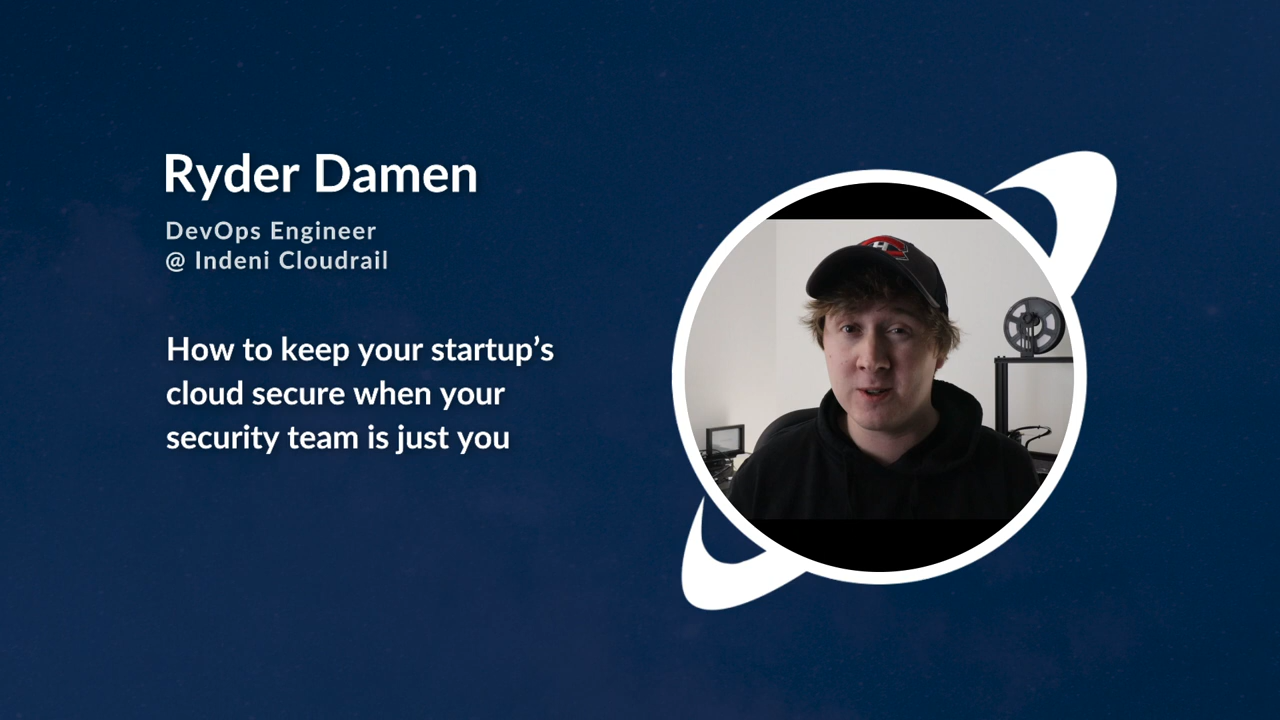 Ryder Damen
DevOps Engineer
@ Indeni Cloudrail
How to keep your startup’s
cloud secure when your
security team is just you